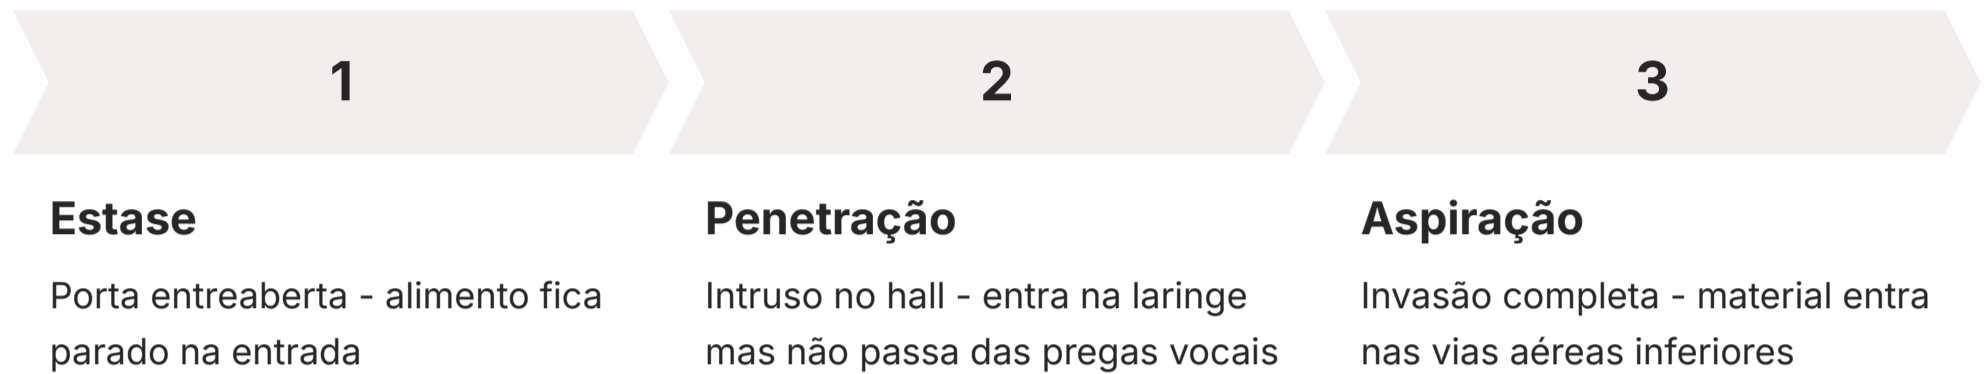 1
2
3
Estase
Porta entreaberta - alimento fica
parado na entrada
Penetração
Intruso no hall - entra na laringe
mas não passa das pregas vocais
Aspiração
Invasão completa - material entra
nas vias aéreas inferiores